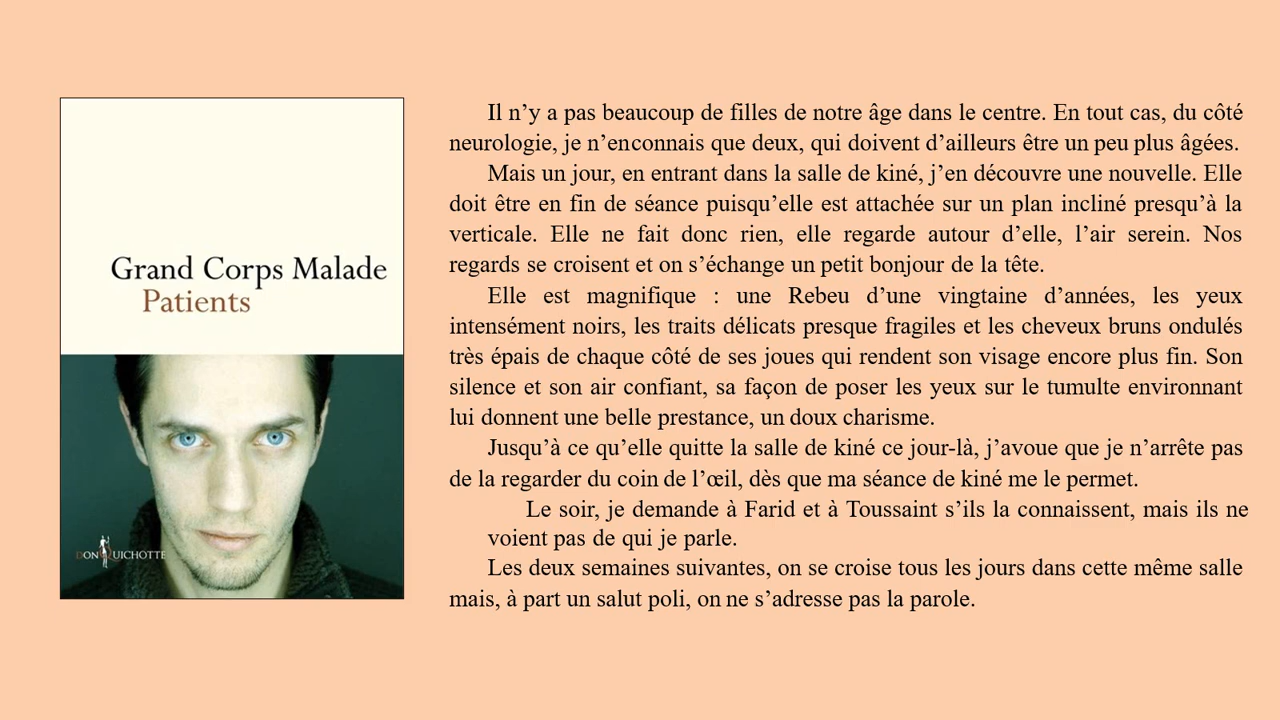 Grand Corps Malade
Patients
DON QUICHOTTE
Il n’y a pas beaucoup de filles de notre âge dans le centre. En tout cas, du côté
neurologie, je n’enconnais que deux, qui doivent d’ailleurs être un peu plus âgées.
Mais un jour, en entrant dans la salle de kiné, j’en découvre une nouvelle. Elle
doit être en fin de séance puisqu’elle est attachée sur un plan incliné presqu’à la
verticale. Elle ne fait donc rien, elle regarde autour d’elle, l’air serein. Nos
regards se croisent et on s’échange un petit bonjour de la tête.
Elle est magnifique : une Rebeu d’une vingtaine d’années, les yeux
intensément noirs, les traits délicats presque fragiles et les cheveux bruns ondulés
très épais de chaque côté de ses joues qui rendent son visage encore plus fin. Son
silence et son air confiant, sa façon de poser les yeux sur le tumulte environnant
lui donnent une belle prestance, un doux charisme.
Jusqu’à ce qu’elle quitte la salle de kiné ce jour-là, j’avoue que je n’arrête pas
de la regarder du coin de l’œil, dès que ma séance de kiné me le permet.
Le soir, je demande à Farid et à Toussaint s’ils la connaissent, mais ils ne
voient pas de qui je parle.
Les deux semaines suivantes, on se croise tous les jours dans cette même salle
mais, à part un salut poli, on ne s’adresse pas la parole.